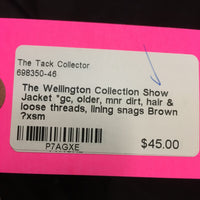 The Tack Collector
698350-46
The Wellington Collection Show
Jacket *gc, older, mnr dirt, hair &
loose threads, lining snags Brown
?xsm
P7AGXE
$45.00